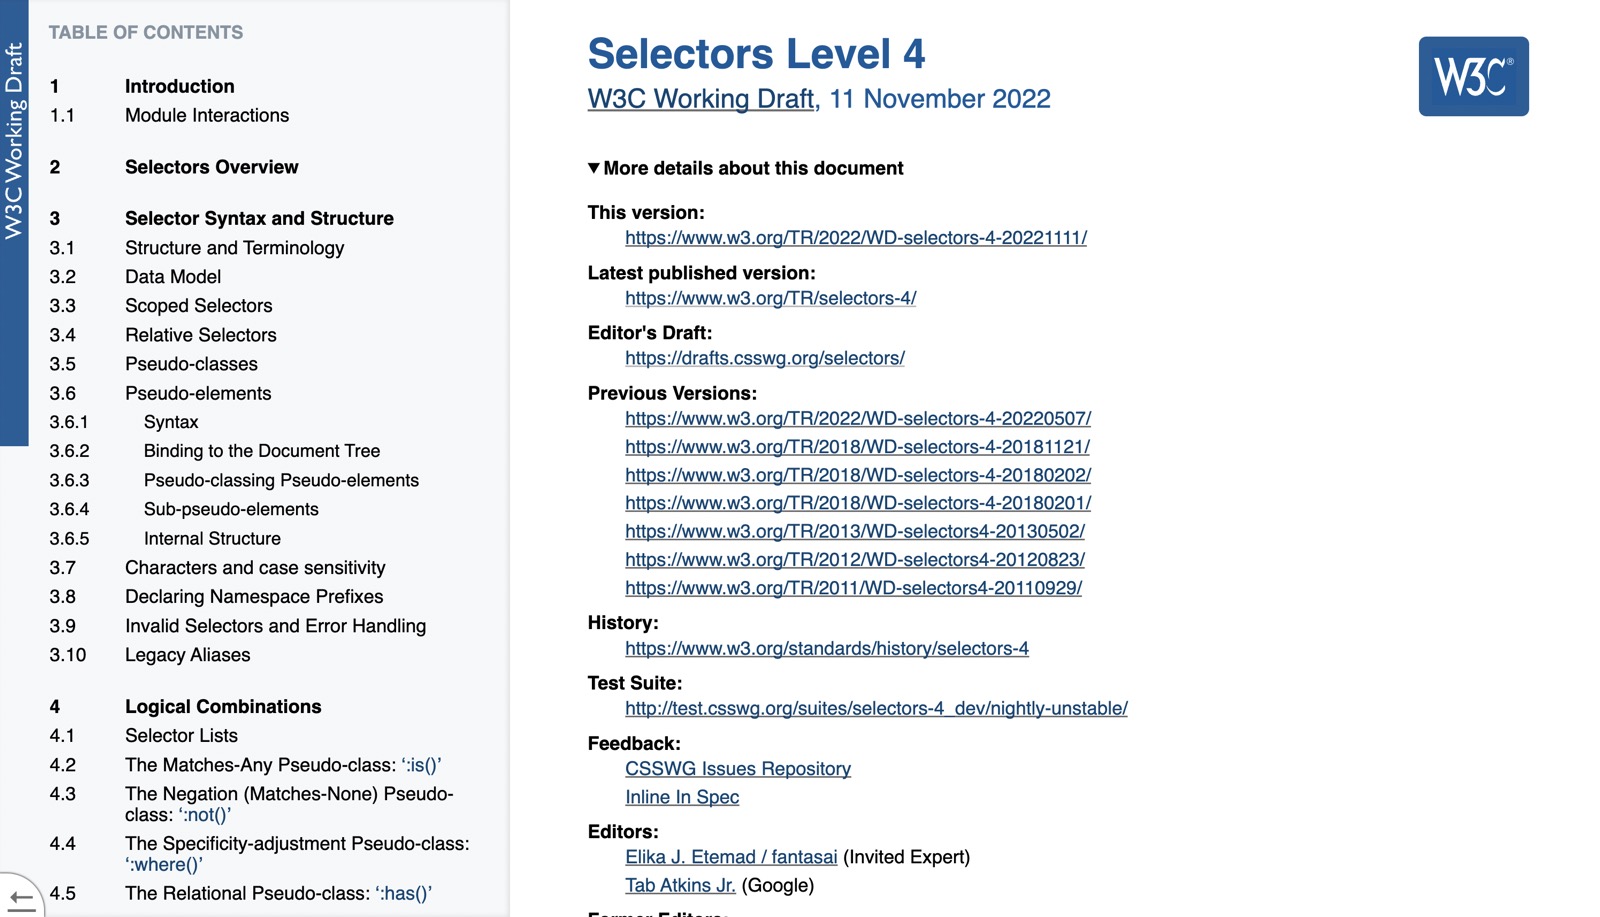 W3C Working Draft
TABLE OF CONTENTS
1 Introduction
1.1 Module Interactions
2 Selectors Overview
3 Selector Syntax and Structure
3.1 Structure and Terminology
3.2 Data Model
3.3 Scoped Selectors
3.4 Relative Selectors
3.5 Pseudo-classes
3.6 Pseudo-elements
3.6.1 Syntax
3.6.2 Binding to the Document Tree
3.6.3 Pseudo-classing Pseudo-elements
3.6.4 Sub-pseudo-elements
3.6.5 Internal Structure
3.7 Characters and case sensitivity
3.8 Declaring Namespace Prefixes
3.9 Invalid Selectors and Error Handling
3.10 Legacy Aliases
4 Logical Combinations
4.1 Selector Lists
4.2 The Matches-Any Pseudo-class: ‘:is()’
4.3 The Negation (Matches-None) Pseudo-
class: ‘:not()’
4.4 The Specificity-adjustment Pseudo-class:
‘:where()’
4.5 The Relational Pseudo-class: ‘:has()’
Selectors Level 4
W3C Working Draft, 11 November 2022
W3C®
▼ More details about this document
This version:
https://www.w3.org/TR/2022/WD-selectors-4-20221111/
Latest published version:
https://www.w3.org/TR/selectors-4/
Editor's Draft:
https://drafts.csswg.org/selectors/
Previous Versions:
https://www.w3.org/TR/2022/WD-selectors-4-20220507/
https://www.w3.org/TR/2018/WD-selectors-4-20181121/
https://www.w3.org/TR/2018/WD-selectors-4-20180202/
https://www.w3.org/TR/2018/WD-selectors-4-20180201/
https://www.w3.org/TR/2013/WD-selectors4-20130502/
https://www.w3.org/TR/2012/WD-selectors4-20120823/
https://www.w3.org/TR/2011/WD-selectors4-20110929/
History:
https://www.w3.org/standards/history/selectors-4
Test Suite:
http://test.csswg.org/suites/selectors-4_dev/nightly-unstable/
Feedback:
CSSWG Issues Repository
Inline In Spec
Editors:
Elika J. Etemad / fantasai (Invited Expert)
Tab Atkins Jr. (Google)
Former Editors: